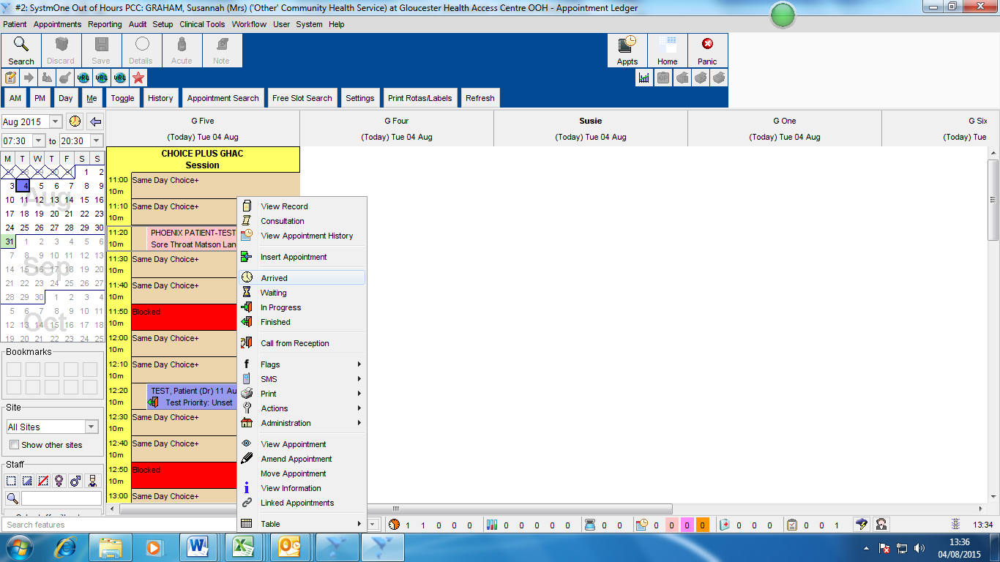 #2: SystmOne Out of Hours PCC: GRAHAM, Susannah (Mrs) ('Other' Community Health Service) at Gloucester Health Access Centre OOH - Appointment Ledger
Patient Appointments Reporting Audit Setup Clinical Tools Workflow User System Help
Search Discard Save Details Acute Note Appts Home Panic
URL URL URL
AM PM Day Me Toggle History Appointment Search Free Slot Search Settings Print Rotas/Labels Refresh
Aug 2015
07:30 to 20:30
G Five G Four Susie G One G Six
(Today) Tue 04 Aug (Today) Tue 04 Aug (Today) Tue 04 Aug (Today) Tue 04 Aug (Today) Tue
M T W T F S S
1 2
3 4 5 6 7 8 9
10 11 12 13 14 15 16
17 18 19 20 21 22 23
24 25 26 27 28 29 30
31 1 2 3 4 5 6
7 8 9 10 11 12 13
14 15 16 17 18 19 20
21 22 23 24 25 26 27
28 29 30 1 2 3 4
5 6 7 8 9 10 11
12 13 14 15 16 17 18
19 20 21 22 23 24 25
Aug
Sep
Oct
Bookmarks
Site
All Sites
Show other sites
Staff
CHOICE PLUS GHAC
Session
11:00 Same Day Choice+
10m
11:10 Same Day Choice+
10m
11:20 PHOENIX PATIENT-TEST
10m Sore Throat Matson Lan
11:30 Same Day Choice+
10m
11:40 Same Day Choice+
10m
11:50 Blocked
10m
12:00 Same Day Choice+
10m
12:10 Same Day Choice+
10m
12:20 TEST, Patient (Dr) 11 Au
10m Test Priority: Unset
12:30 Same Day Choice+
10m
12:40 Same Day Choice+
10m
12:50 Blocked
10m
13:00 Same Day Choice+
View Record
Consultation
View Appointment History
Insert Appointment
Arrived
Waiting
In Progress
Finished
Call from Reception
Flags
SMS
Print
Actions
Administration
View Appointment
Amend Appointment
Move Appointment
View Information
Linked Appointments
Table
Search features
1 1 0 0 0 0 0 0 0 0 0 0 0 0 0 0 0 0 0 0 0 1 13:34
13:36
04/08/2015